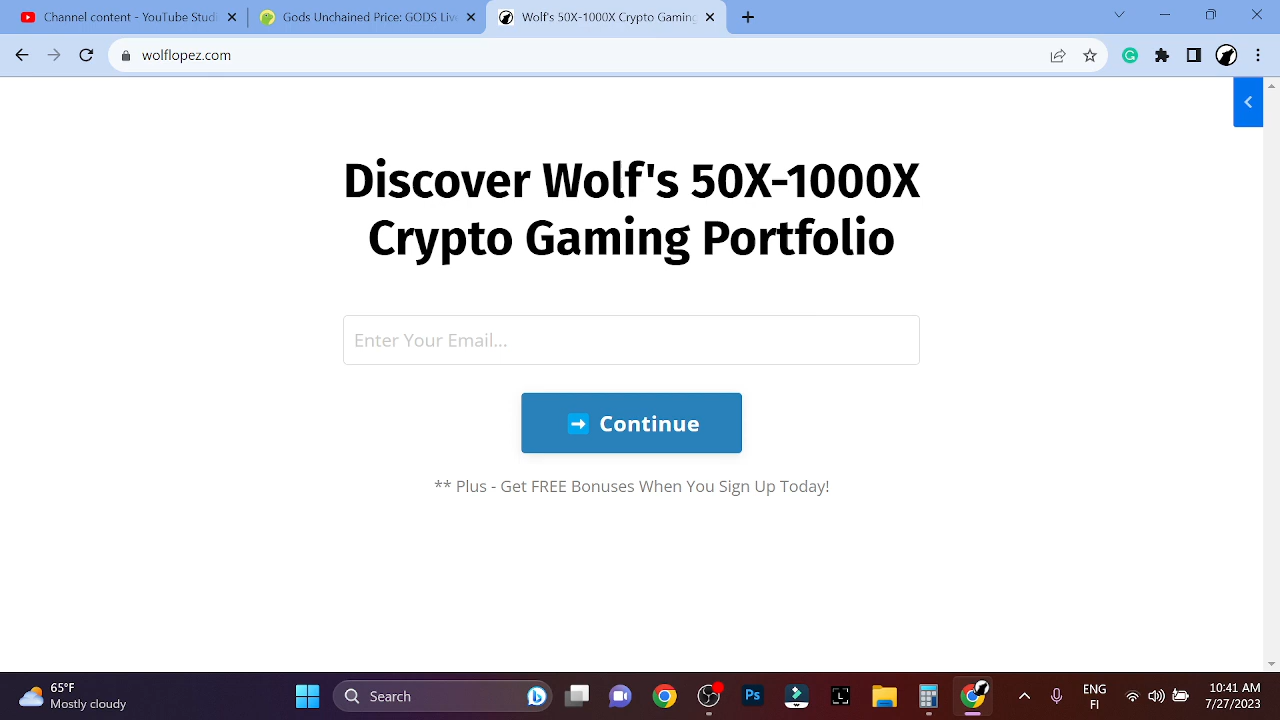 Channel content - YouTube Studi
Gods Unchained Price: GODS Live
Wolf's 50X-1000X Crypto Gaming
wolflopez.com
Discover Wolf's 50X-1000X
Crypto Gaming Portfolio
Enter Your Email...
Continue
** Plus - Get FREE Bonuses When You Sign Up Today!
65°F
Mostly cloudy
Search
Ps
L
ENG
FI
10:41 AM
7/27/2023